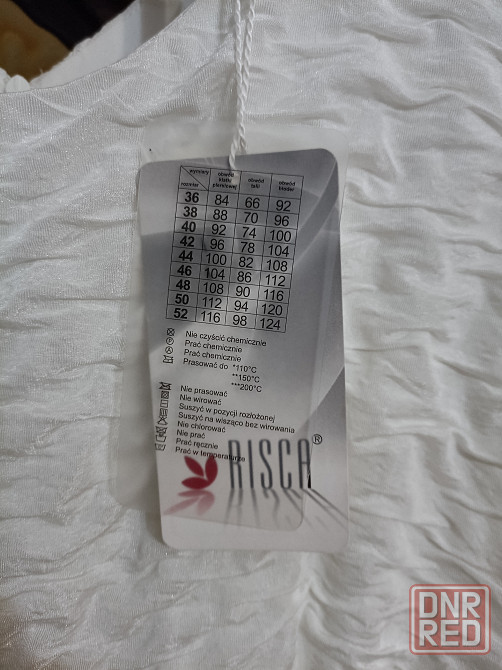 wymiary
rozmiar
obwód klatki piersiowej
obwód talii
obwód bioder
36 84 66 92
38 88 70 96
40 92 74 100
42 96 78 104
44 100 82 108
46 104 86 112
48 108 90 116
50 112 94 120
52 116 98 124
Nie czyścić chemicznie
Prać chemicznie
Prać chemicznie
Prasować do *110°C
**150°C
***200°C
Nie prasować
Nie wirować
Suszyć w pozycji rozłożonej
Suszyć na wisząco bez wirowania
Nie chlorować
Nie prać
Prać ręcznie
Prać w temperaturze
RISCA®
DNR
RED